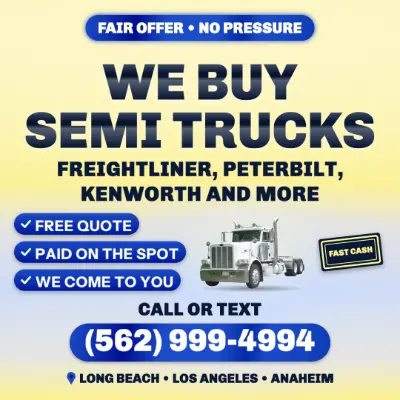 FAIR OFFER • NO PRESSURE
WE BUY
SEMI TRUCKS
FREIGHTLINER, PETERBILT,
KENWORTH AND MORE
FREE QUOTE
PAID ON THE SPOT
WE COME TO YOU
FAST CASH
CALL OR TEXT
(562) 999-4994
LONG BEACH • LOS ANGELES • ANAHEIM